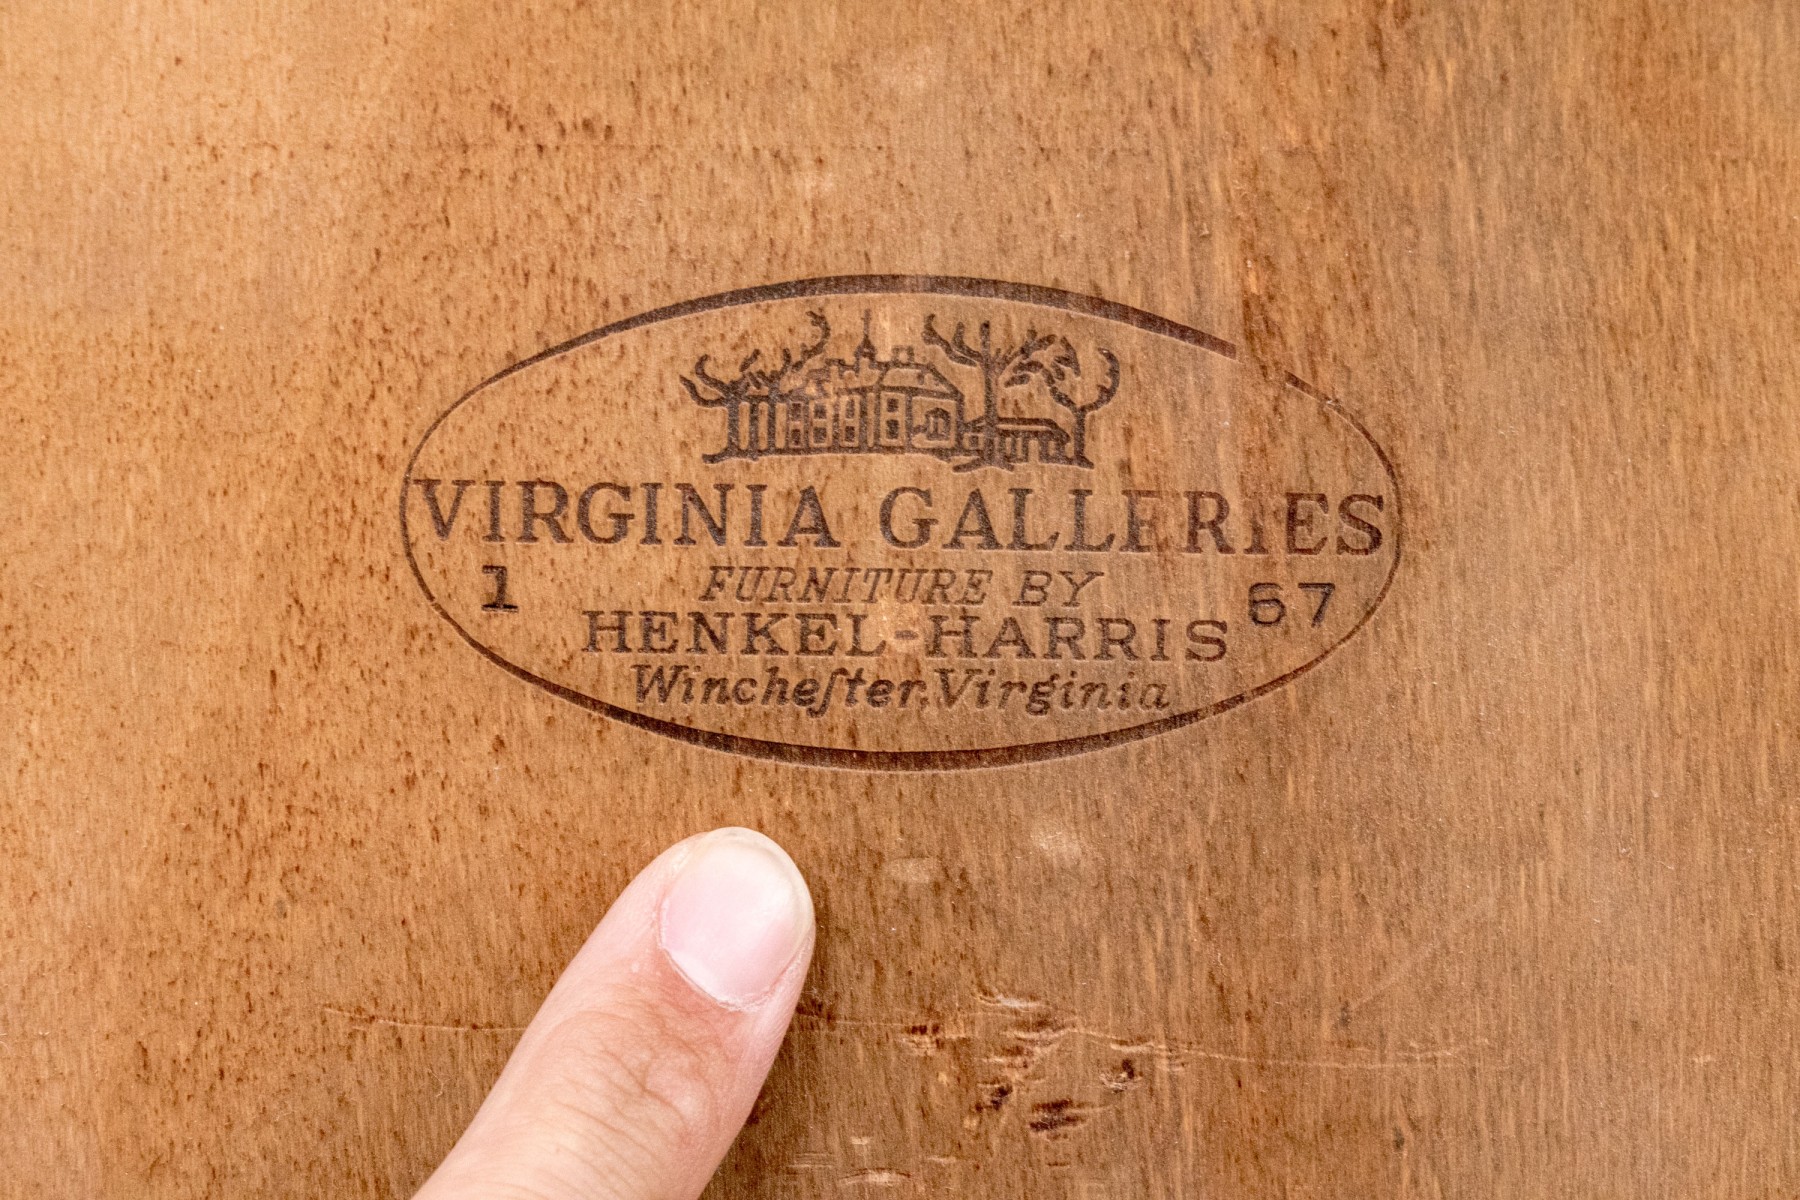 VIRGINIA GALLERIES
1 FURNITURE BY 67
HENKEL-HARRIS
Wincheſter, Virginia